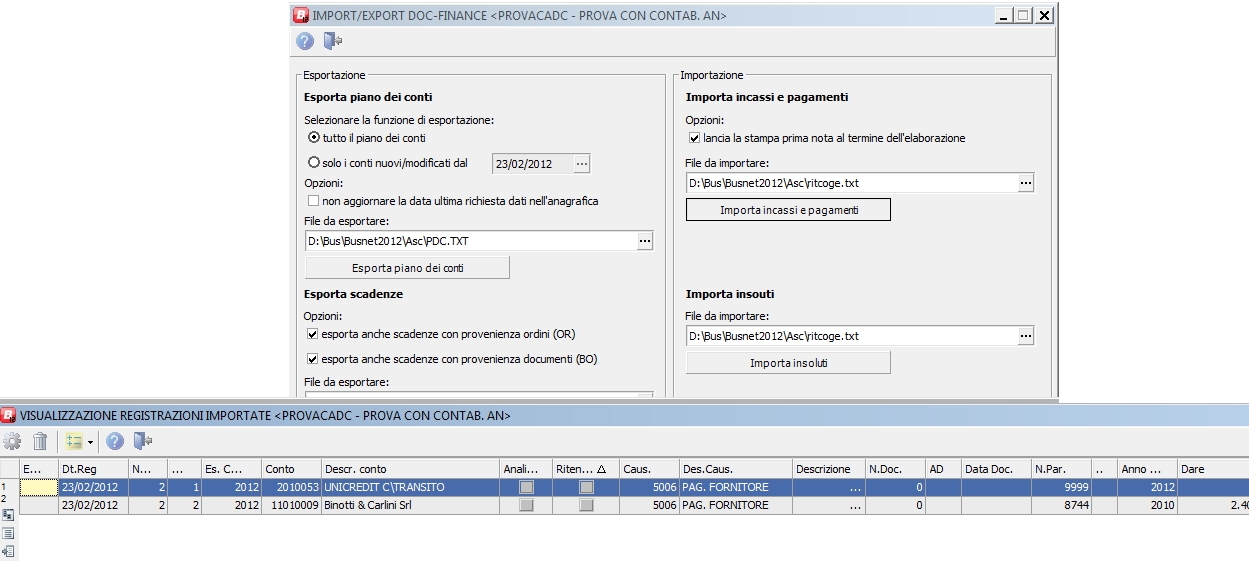 IMPORT/EXPORT DOC-FINANCE <PROVACADC - PROVA CON CONTAB. AN>
Esportazione
Esporta piano dei conti
Selezionare la funzione di esportazione:
tutto il piano dei conti
solo i conti nuovi/modificati dal 23/02/2012 ...
Opzioni:
non aggiornare la data ultima richiesta dati nell'anagrafica
File da esportare:
D:\Bus\Busnet2012\Asc\PDC.TXT ...
Esporta piano dei conti
Esporta scadenze
Opzioni:
esporta anche scadenze con provenienza ordini (OR)
esporta anche scadenze con provenienza documenti (BO)
File da esportare:
Importazione
Importa incassi e pagamenti
Opzioni:
lancia la stampa prima nota al termine dell'elaborazione
File da importare:
D:\Bus\Busnet2012\Asc\ritcoge.txt ...
Importa incassi e pagamenti
Importa insouti
File da importare:
D:\Bus\Busnet2012\Asc\ritcoge.txt ...
Importa insoluti
VISUALIZZAZIONE REGISTRAZIONI IMPORTATE <PROVACADC - PROVA CON CONTAB. AN>
E... Dt.Reg N... ... Es. C... Conto Descr. conto Anali... Riten... Caus. Des.Caus. Descrizione N.Doc. AD Data Doc. N.Par. .. Anno ... Dare
1 23/02/2012 2 1 2012 2010053 UNICREDIT C\TRANSITO 5006 PAG. FORNITORE ... 0 9999 2012
2 23/02/2012 2 2 2012 11010009 Binotti & Carlini Srl 5006 PAG. FORNITORE ... 0 8744 2010 2.40